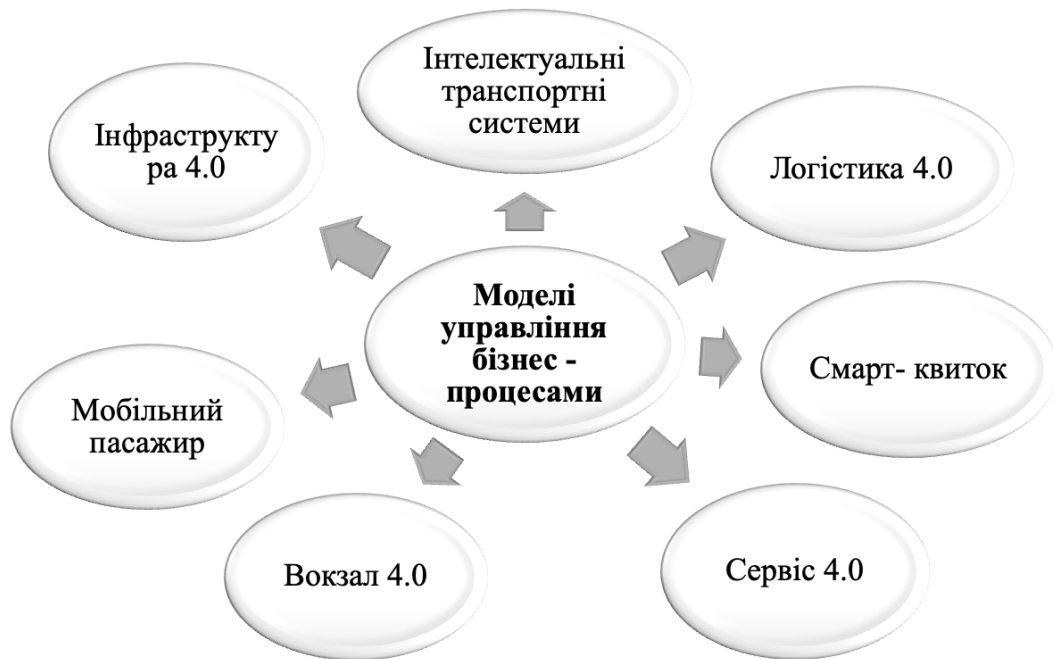 Інтелектуальні
транспортні
системи
Інфраструкту
ра 4.0
Логістика 4.0
Моделі
управління
бізнес -
процесами
Смарт- квиток
Мобільний
пасажир
Вокзал 4.0
Сервіс 4.0